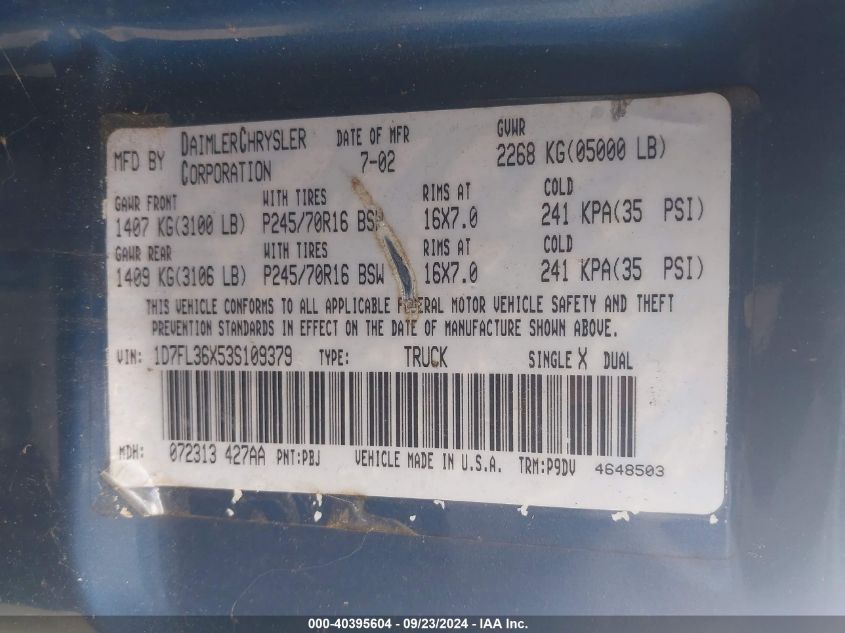 MFD BY DAIMLERCHRYSLER CORPORATION DATE OF MFR 7-02 GVWR 2268 KG(05000 LB)
GAWR FRONT WITH TIRES RIMS AT COLD
1407 KG(3100 LB) P245/70R16 BSW 16X7.0 241 KPA(35 PSI)
GAWR REAR WITH TIRES RIMS AT COLD
1409 KG(3106 LB) P245/70R16 BSW 16X7.0 241 KPA(35 PSI)
THIS VEHICLE CONFORMS TO ALL APPLICABLE FEDERAL MOTOR VEHICLE SAFETY AND THEFT
PREVENTION STANDARDS IN EFFECT ON THE DATE OF MANUFACTURE SHOWN ABOVE.
VIN: 1D7FL36X53S109379 TYPE: TRUCK SINGLE X DUAL
MDH: 072313 427AA PNT:PBJ VEHICLE MADE IN U.S.A. TRM:P9DV 4648503
000-40395604 / 09/23/2024 - IAA Inc.